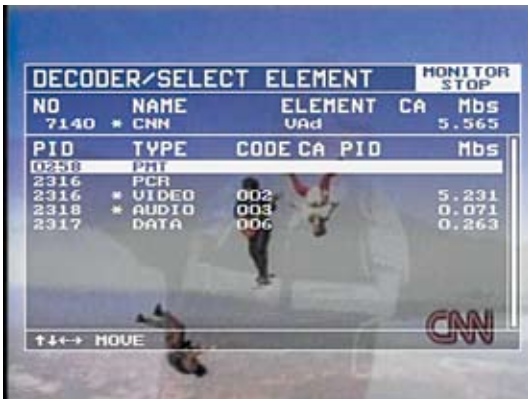 DECODER/SELECT ELEMENT MONITOR STOP
NO NAME ELEMENT CA Mbs
7140 * CNN VAd 5.565
PID TYPE CODE CA PID Mbs
0258 PMT
2316 PCR
2316 * VIDEO 002 5.231
2318 * AUDIO 003 0.071
2317 DATA 006 0.263
CNN
↑↓←→ MOVE